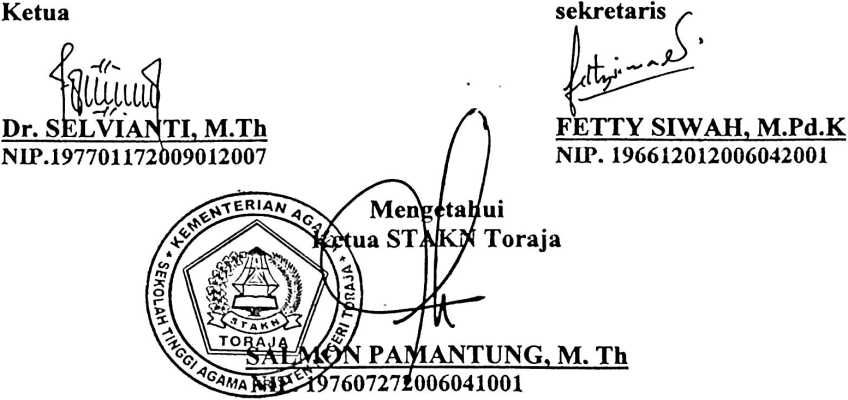 Ketua
sekretaris
Dr. SELVIANTI, M.Th
NIP.197701172009012007
FETTY SIWAH, M.Pd.K
NIP. 196612012006042001
Mengetahui
Ketua STAKN Toraja
KEMENTERIAN AGAMA
SEKOLAH TINGGI AGAMA KRISTEN NEGERI TORAJA
STAKN
TORAJA
SALMON PAMANTUNG, M. Th
NIP. 197607272006041001